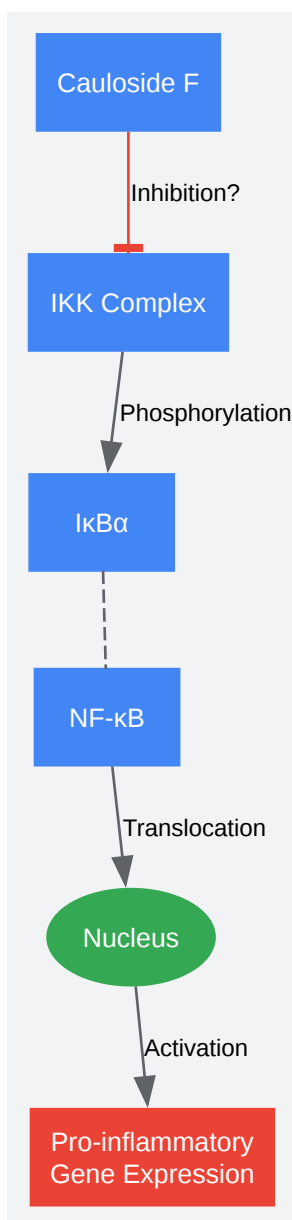 Cauloside F
Inhibition?
IKK Complex
Phosphorylation
IκBα
NF-κB
Translocation
Nucleus
Activation
Pro-inflammatory
Gene Expression